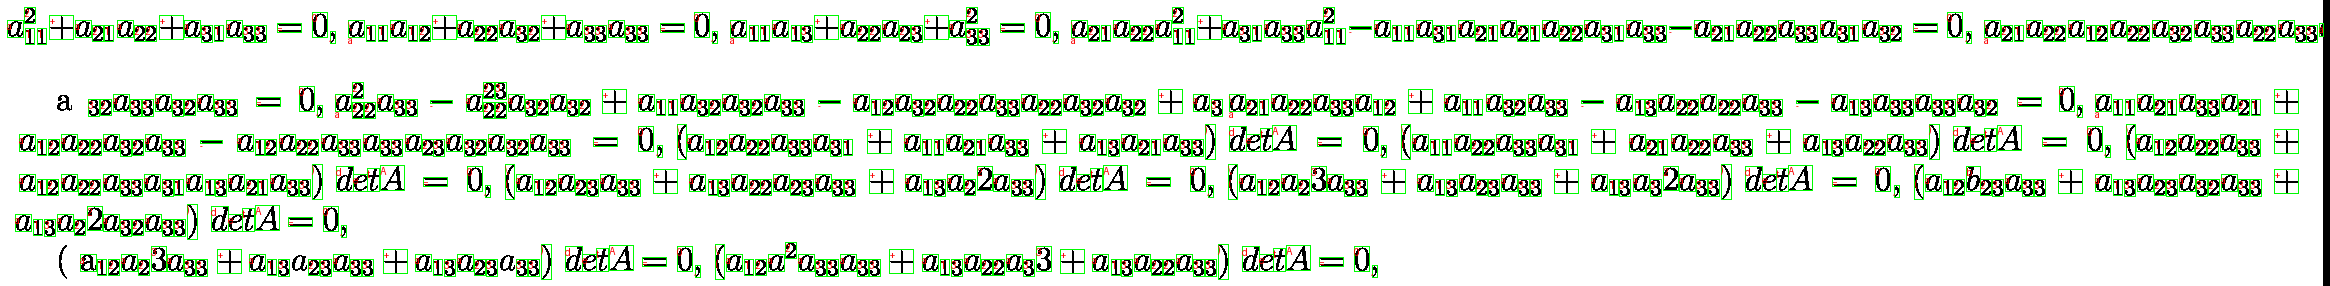 a_{11}^{2}+a_{21}a_{22}+a_{31}a_{33} = 0, a_{11}a_{12}+a_{22}a_{32}+a_{33}a_{33} = 0, a_{11}a_{13}+a_{22}a_{23}+a_{33}^{2} = 0, a_{21}a_{22}a_{11}^{2}+a_{31}a_{33}a_{11}^{2}-a_{11}a_{31}a_{21}a_{21}a_{22}a_{31}a_{33}-a_{21}a_{22}a_{33}a_{31}a_{32} = 0, a_{21}a_{22}a_{12}a_{22}a_{32}a_{33}a_{22}a_{33}
a _{32}a_{33}a_{32}a_{33} = 0, a_{22}^{2}a_{33} - a_{22}^{23}a_{32}a_{32} + a_{11}a_{32}a_{32}a_{33} - a_{12}a_{32}a_{22}a_{33}a_{22}a_{32}a_{32} + a_{3} a_{21}a_{22}a_{33}a_{12} + a_{11}a_{32}a_{33} - a_{13}a_{22}a_{22}a_{33} - a_{13}a_{33}a_{33}a_{32} = 0, a_{11}a_{21}a_{33}a_{21} +
a_{12}a_{22}a_{32}a_{33} - a_{12}a_{22}a_{33}a_{33}a_{23}a_{32}a_{32}a_{33} = 0, (a_{12}a_{22}a_{33}a_{31} + a_{11}a_{21}a_{33} + a_{13}a_{21}a_{33}) detA = 0, (a_{11}a_{22}a_{33}a_{31} + a_{21}a_{22}a_{33} + a_{13}a_{22}a_{33}) detA = 0, (a_{12}a_{22}a_{33} +
a_{12}a_{22}a_{33}a_{31}a_{13}a_{21}a_{33}) detA = 0, (a_{12}a_{23}a_{33} + a_{13}a_{22}a_{23}a_{33} + a_{13}a_{2}2a_{33}) detA = 0, (a_{12}a_{2}3a_{33} + a_{13}a_{23}a_{33} + a_{13}a_{3}2a_{33}) detA = 0, (a_{12}b_{23}a_{33} + a_{13}a_{23}a_{32}a_{33} +
a_{13}a_{2}2a_{32}a_{33}) detA = 0,
( a_{12}a_{2}3a_{33} + a_{13}a_{23}a_{33} + a_{13}a_{23}a_{33}) detA = 0, (a_{12}a^{2}a_{33}a_{33} + a_{13}a_{22}a_{3}3 + a_{13}a_{22}a_{33}) detA = 0,